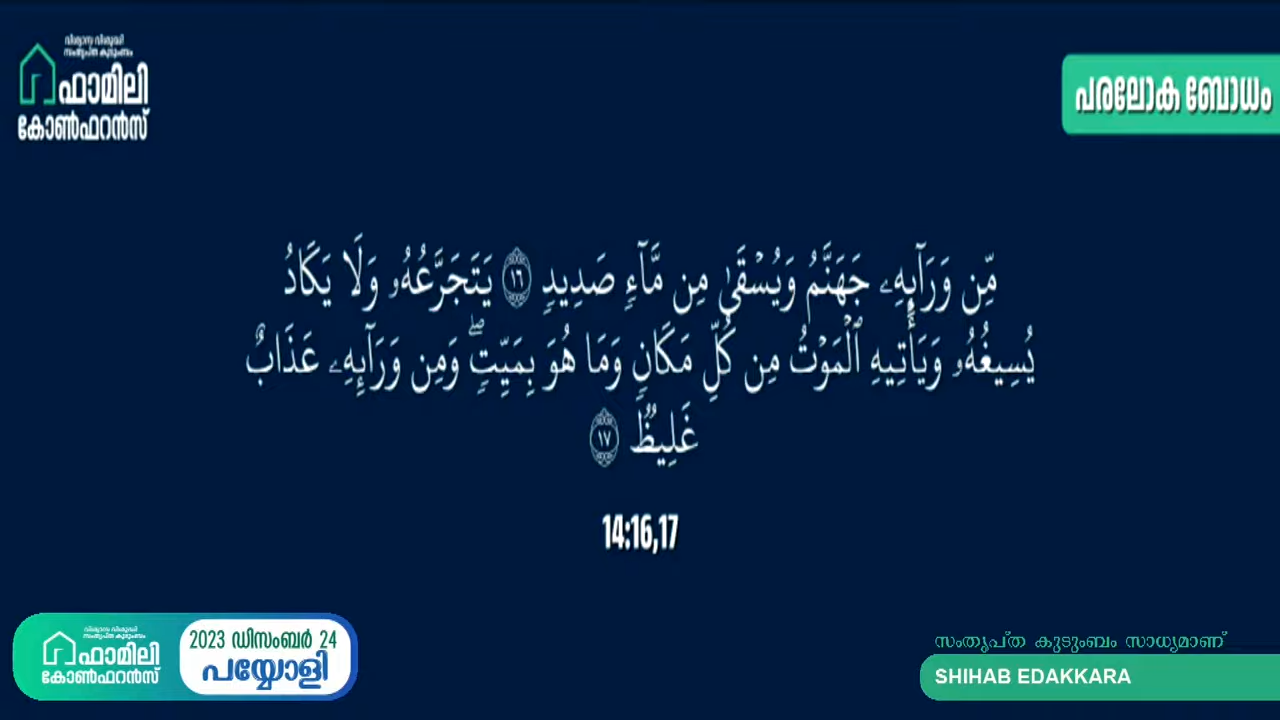 വിശ്വാസ വിശുദ്ധി
സംതൃപ്ത കുടുംബം
ഫാമിലി
കോൺഫറൻസ്
പരലോക ബോധം
مِّن وَرَآئِهِۦ جَهَنَّمُ وَيُسْقَىٰ مِن مَّآءٍ صَدِيدٍ ١٦ يَتَجَرَّعُهُۥ وَلَا يَكَادُ
يُسِيغُهُۥ وَيَأْتِيهِ ٱلْمَوْتُ مِن كُلِّ مَكَانٍ وَمَا هُوَ بِمَيِّتٍ ۖ وَمِن وَرَآئِهِۦ عَذَابٌ
غَلِيظٌ ١٧
14:16,17
വിശ്വാസ വിശുദ്ധി
സംതൃപ്ത കുടുംബം
ഫാമിലി
കോൺഫറൻസ്
2023 ഡിസംബർ 24
പയ്യോളി
സംതൃപ്ത കുടുംബം സാധ്യമാണ്
SHIHAB EDAKKARA